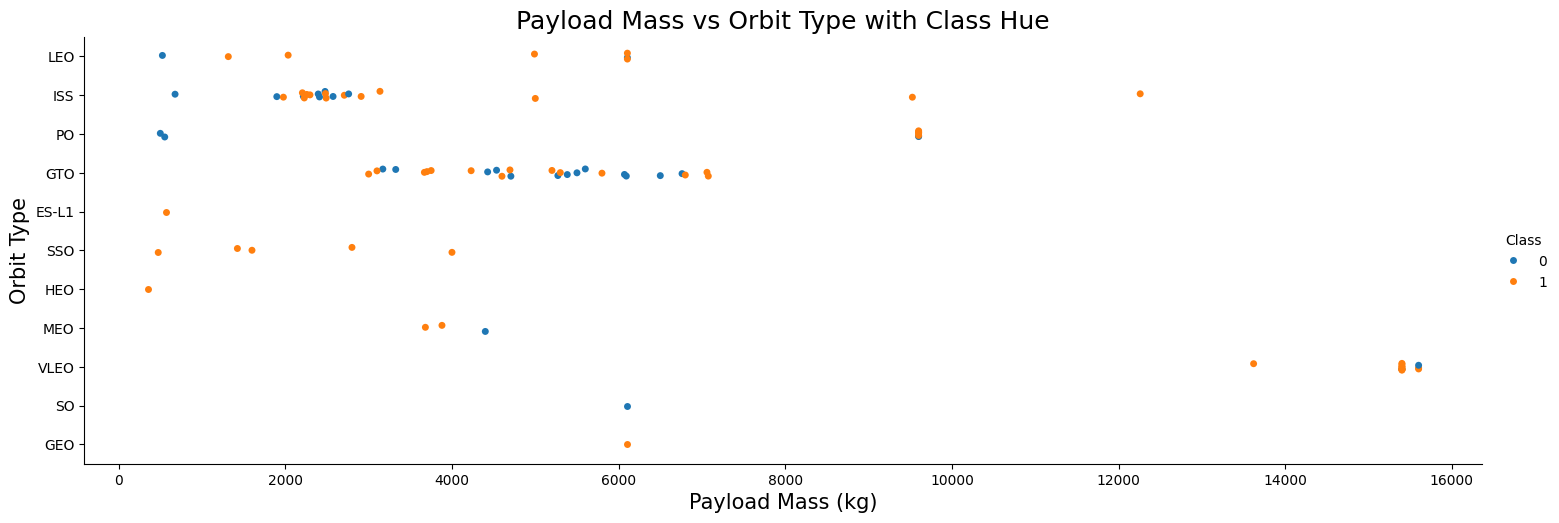 Payload Mass vs Orbit Type with Class Hue
Orbit Type
LEO
ISS
PO
GTO
ES-L1
SSO
HEO
MEO
VLEO
SO
GEO
0 2000 4000 6000 8000 10000 12000 14000 16000
Payload Mass (kg)
Class
0
1